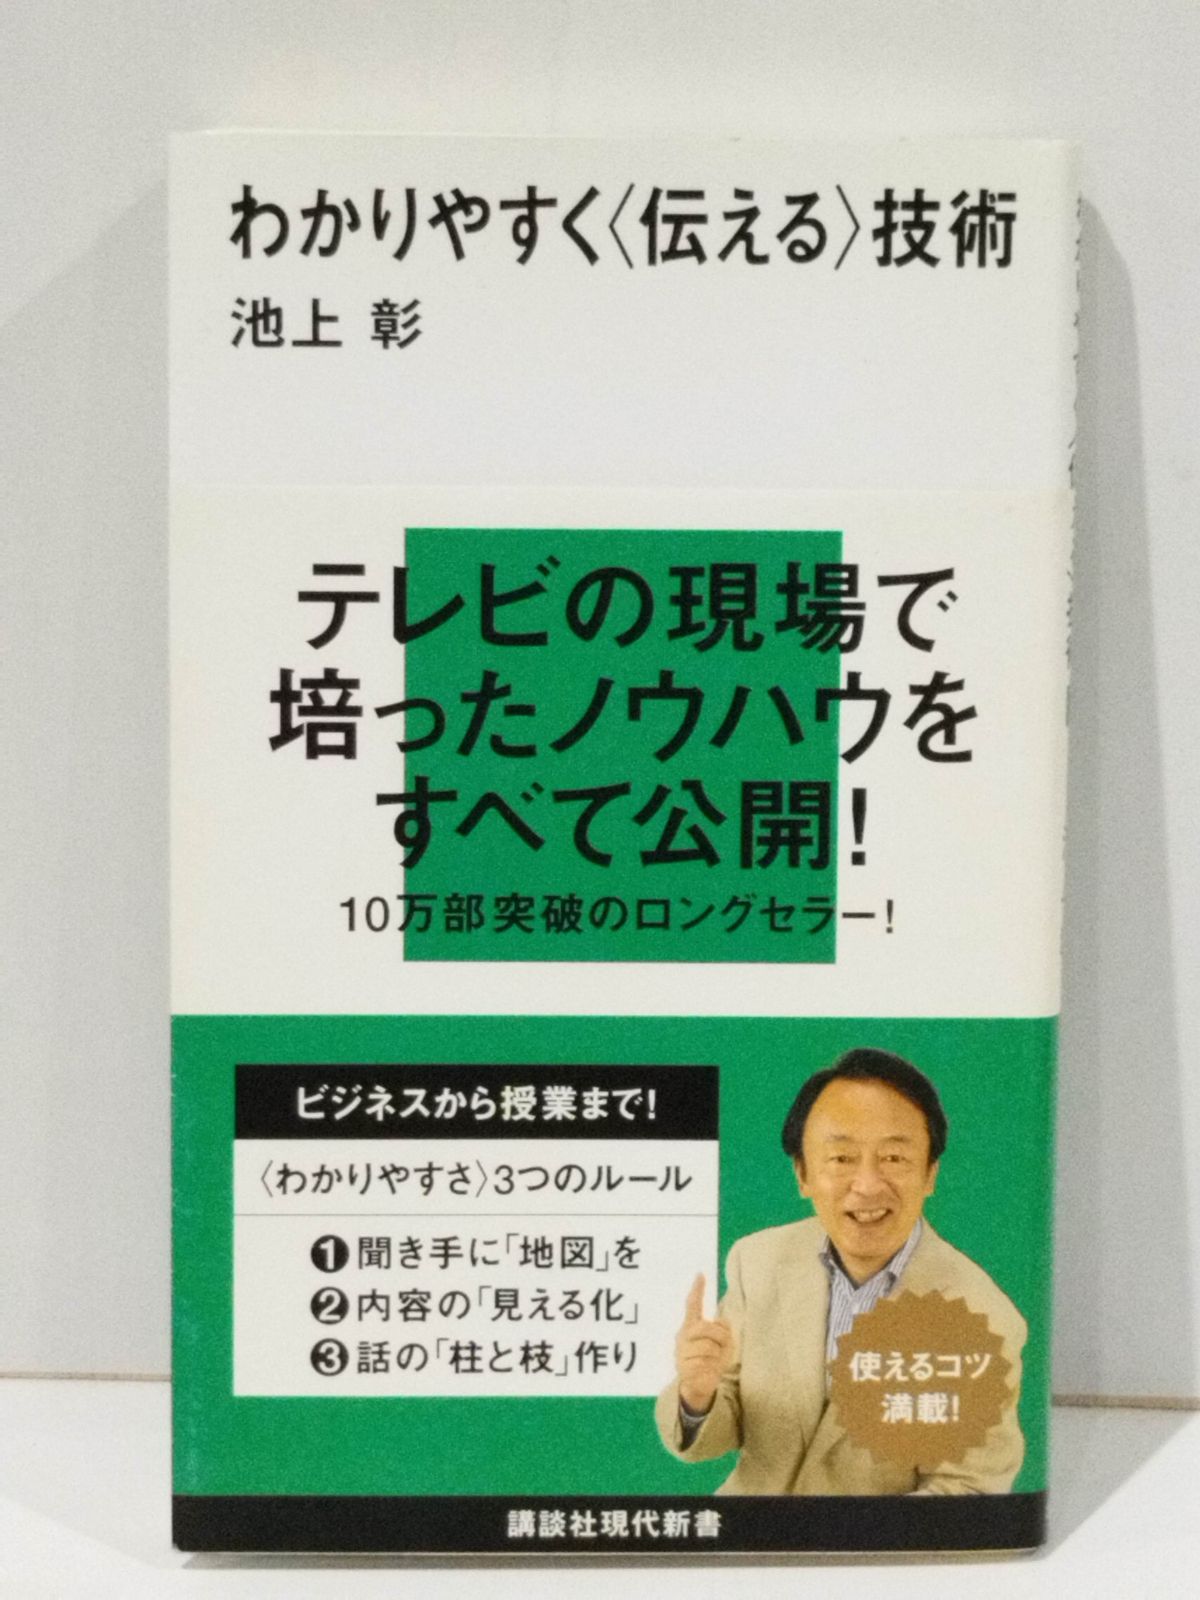 わかりやすく〈伝える〉技術
池上 彰
テレビの現場で
培ったノウハウを
すべて公開!
10万部突破のロングセラー!
ビジネスから授業まで!
〈わかりやすさ〉3つのルール
❶聞き手に「地図」を
❷内容の「見える化」
❸話の「柱と枝」作り
使えるコツ
満載!
講談社現代新書